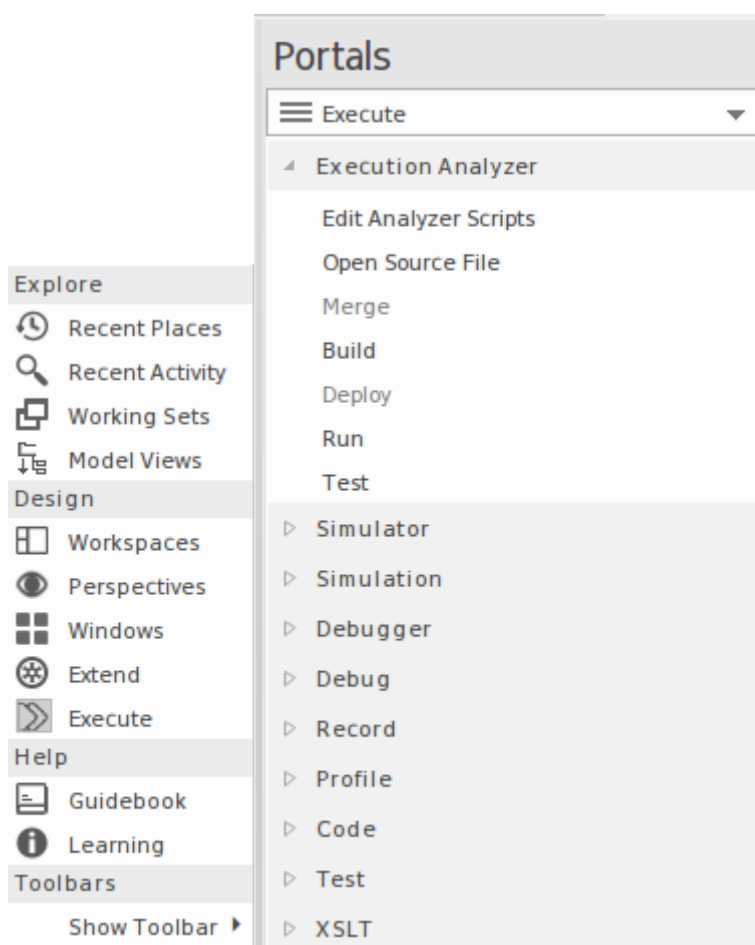 Portals
Execute
Execution Analyzer
Edit Analyzer Scripts
Open Source File
Merge
Build
Deploy
Run
Test
Simulator
Simulation
Debugger
Debug
Record
Profile
Code
Test
XSLT
Explore
Recent Places
Recent Activity
Working Sets
Model Views
Design
Workspaces
Perspectives
Windows
Extend
Execute
Help
Guidebook
Learning
Toolbars
Show Toolbar